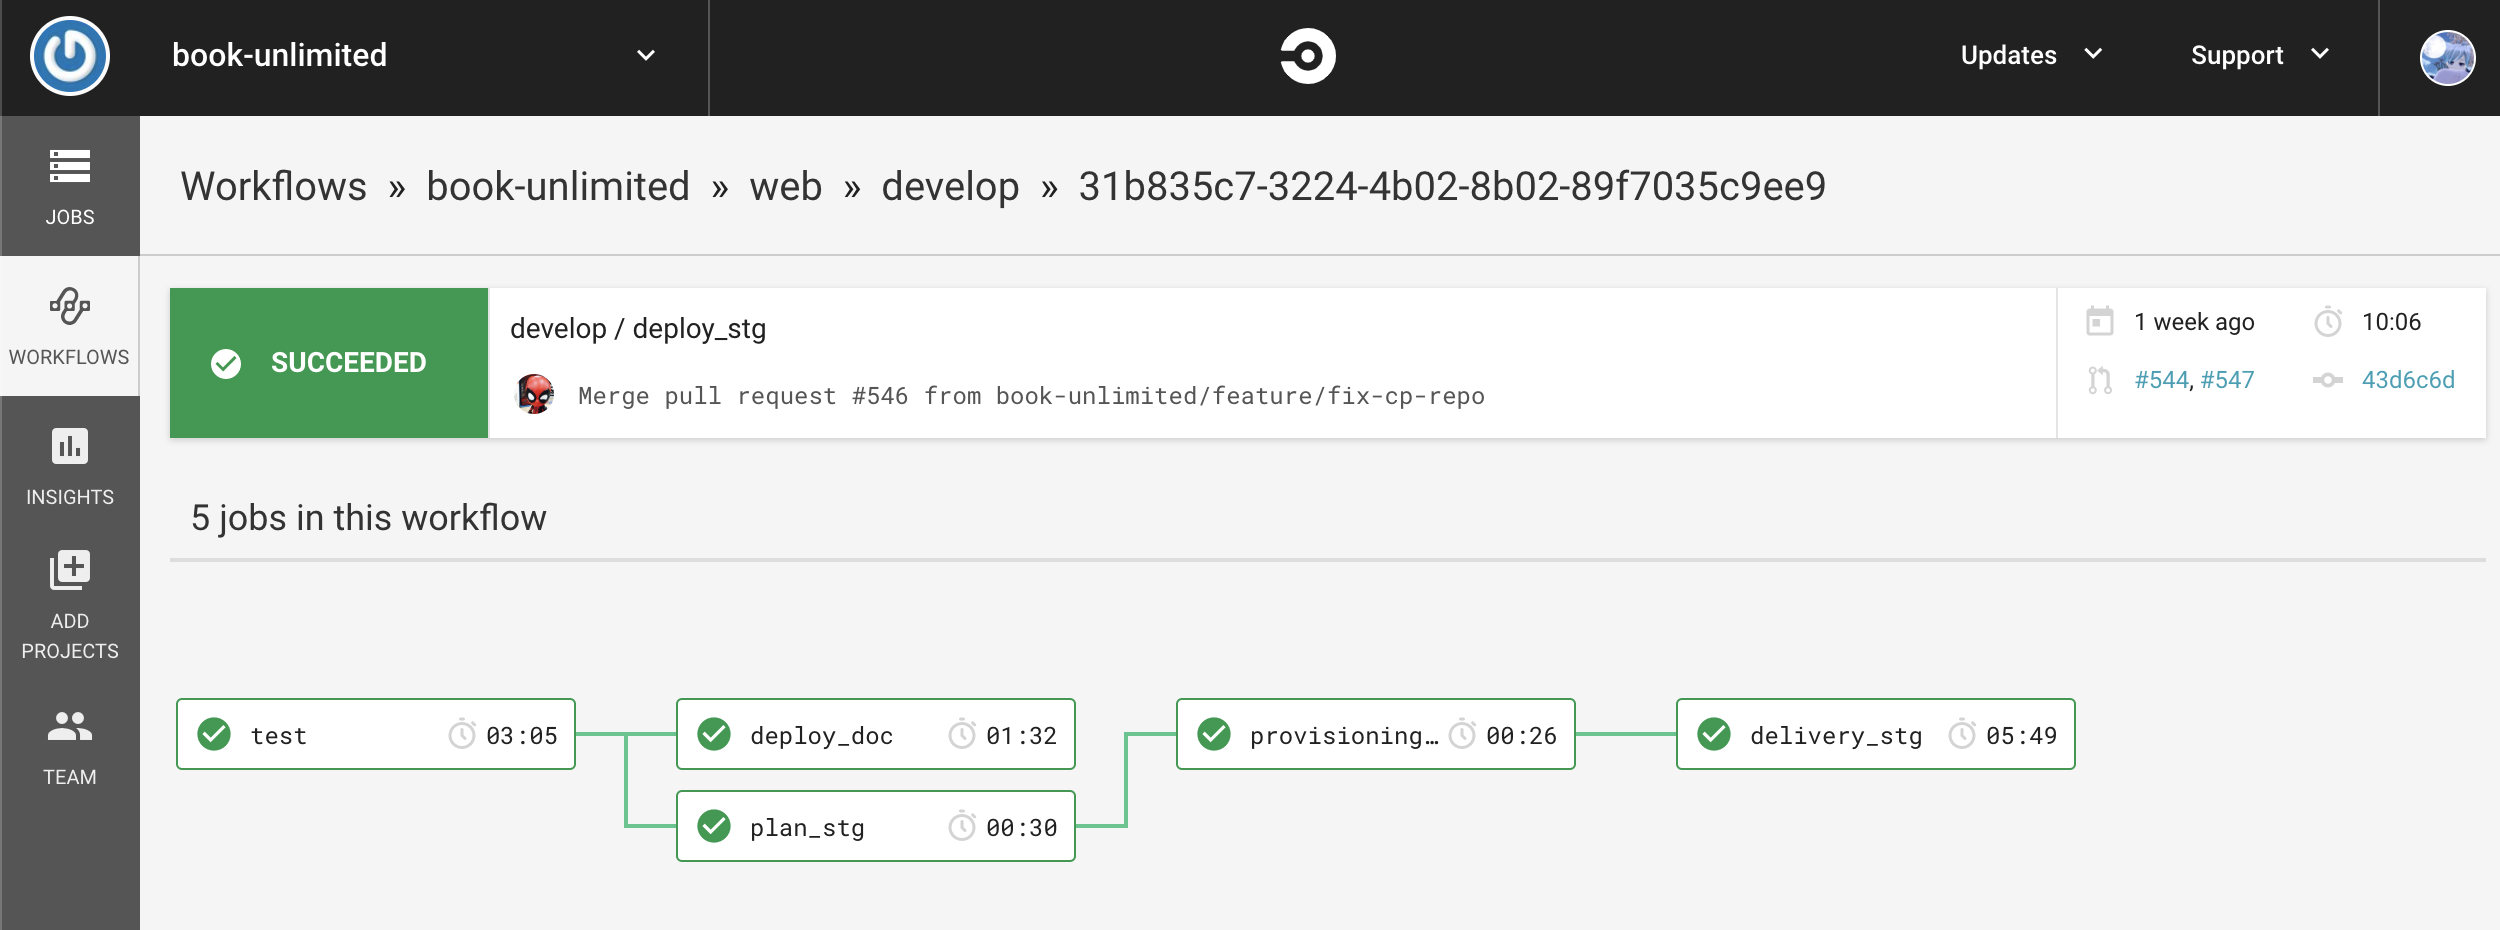 book-unlimited
Updates
Support
JOBS
WORKFLOWS
INSIGHTS
ADD
PROJECTS
TEAM
Workflows » book-unlimited » web » develop » 31b835c7-3224-4b02-8b02-89f7035c9ee9
SUCCEEDED
develop / deploy_stg
Merge pull request #546 from book-unlimited/feature/fix-cp-repo
1 week ago
10:06
#544, #547
43d6c6d
5 jobs in this workflow
test 03:05
deploy_doc 01:32
provisioning… 00:26
delivery_stg 05:49
plan_stg 00:30